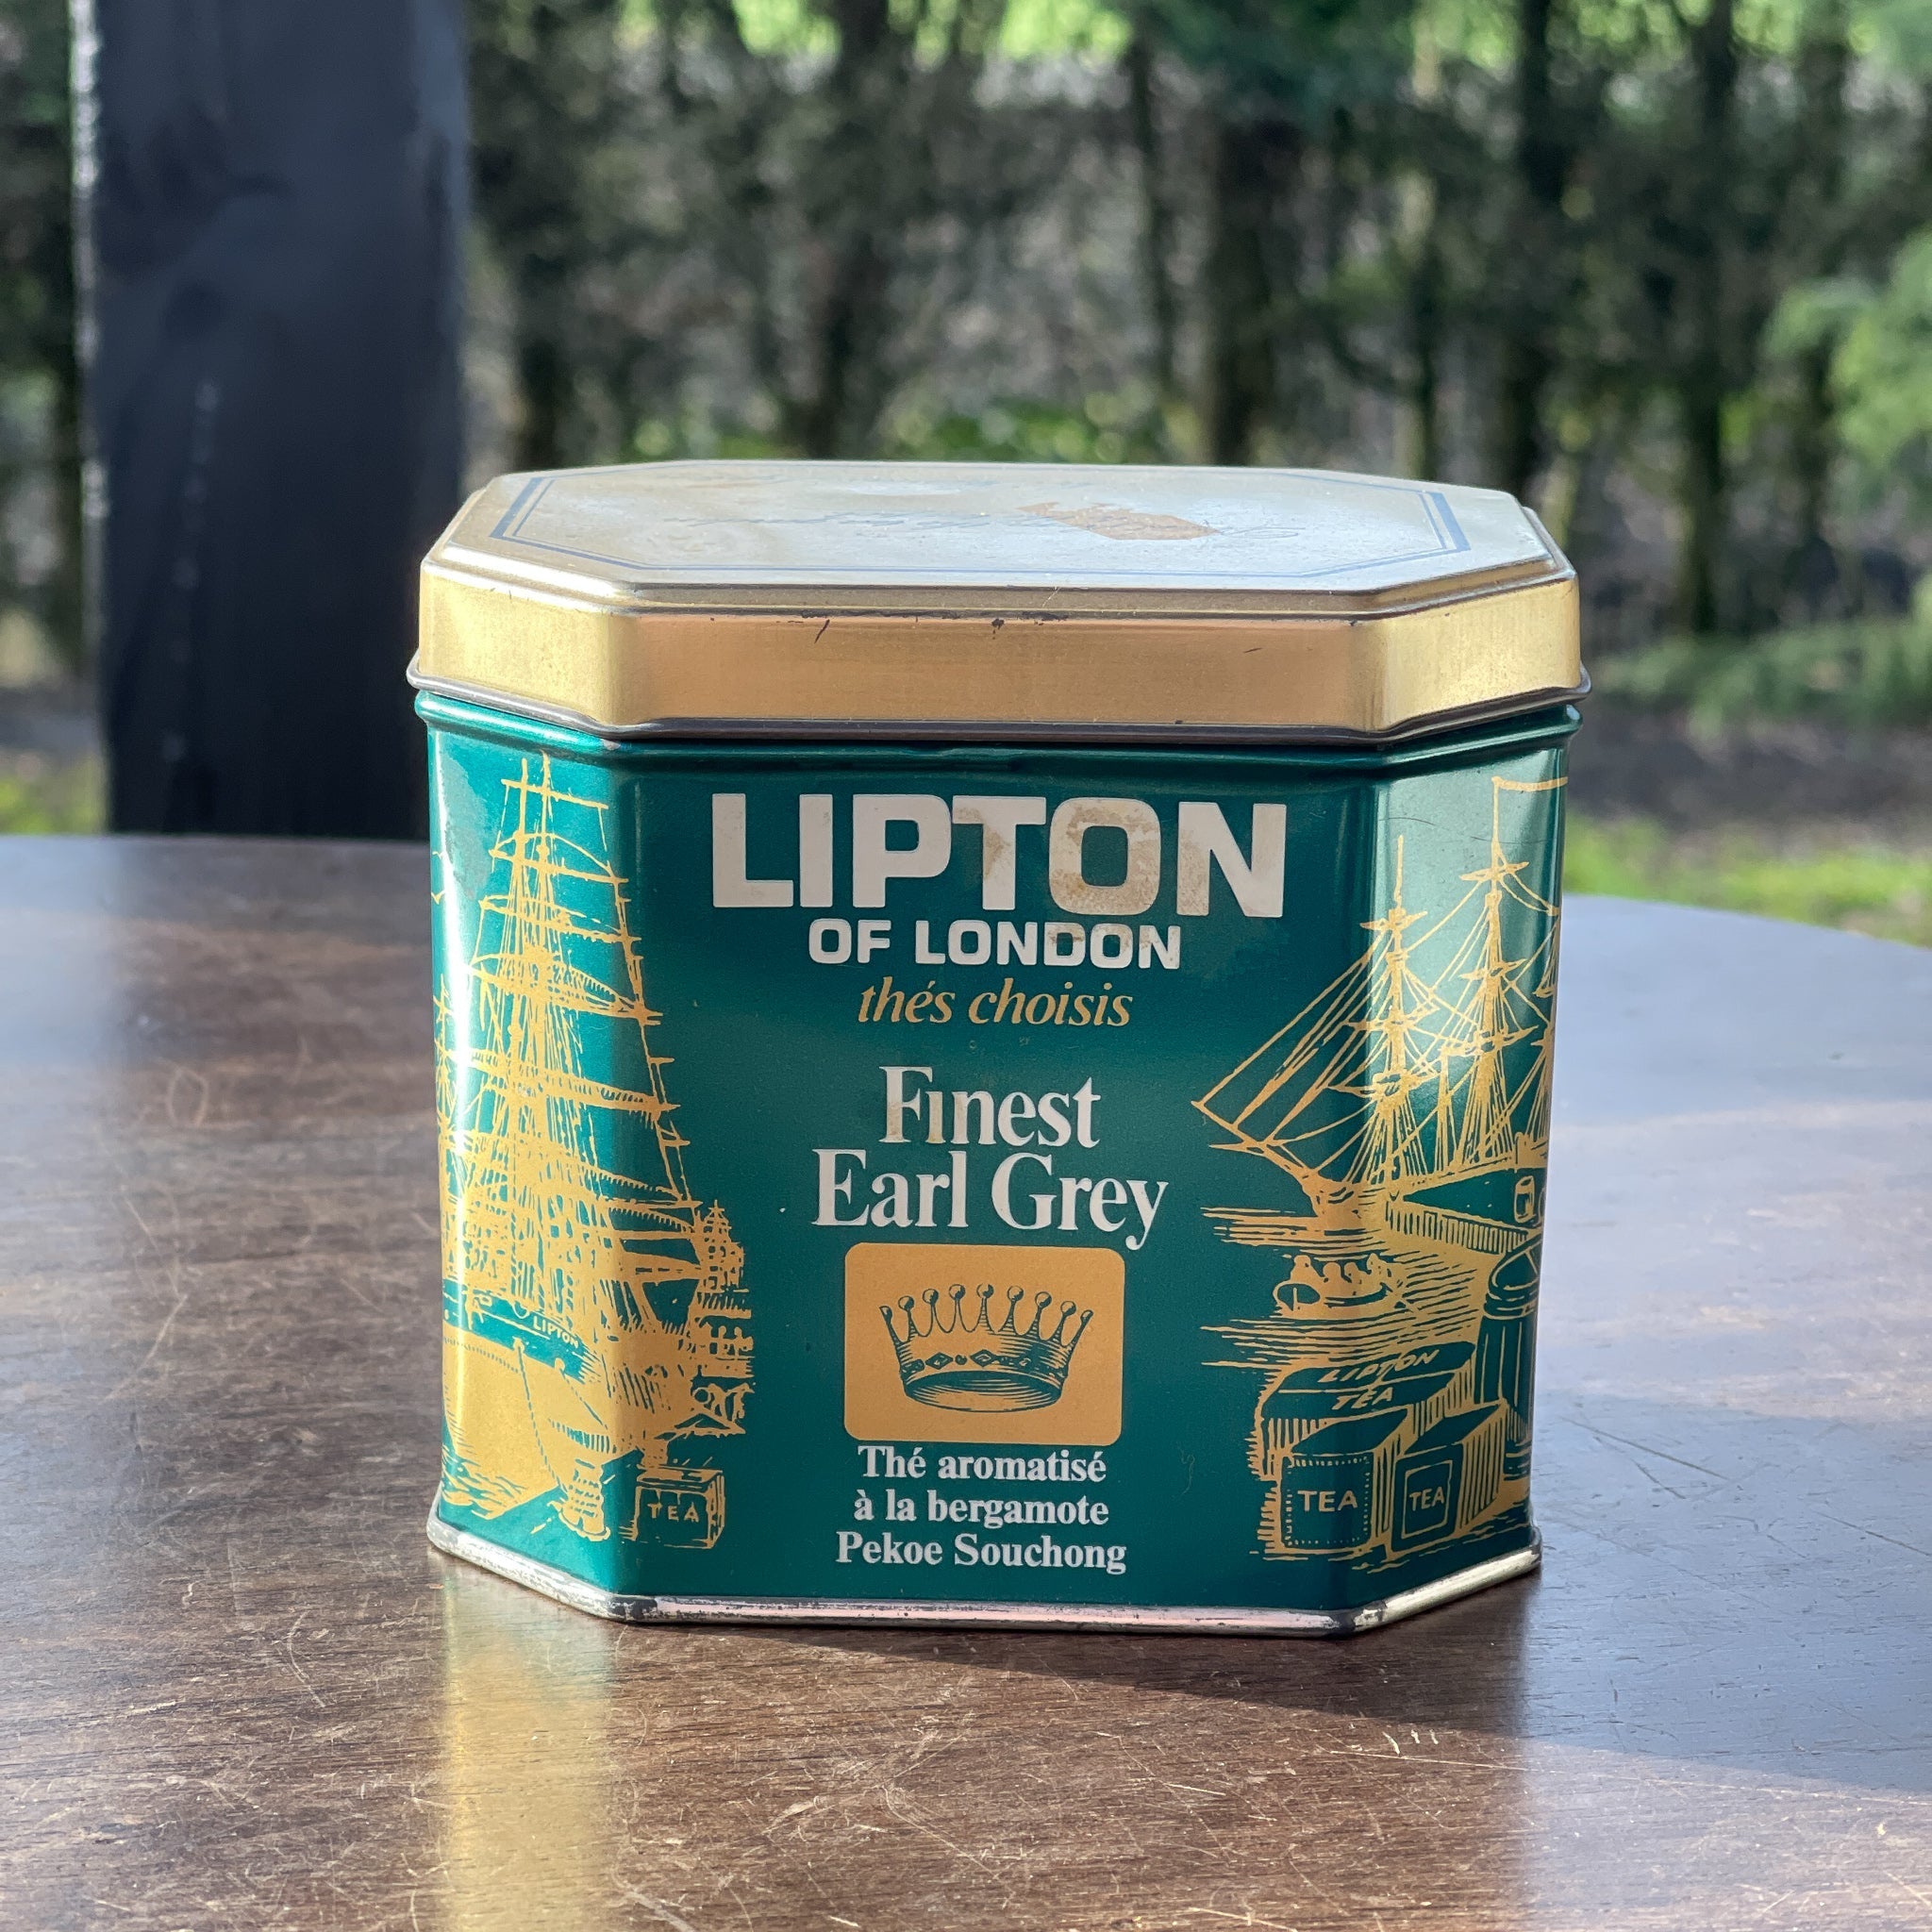 LIPTON
OF LONDON
thés choisis
Finest
Earl Grey
Thé aromatisé
à la bergamote
Pekoe Souchong
LIPTON
TEA
LIPTON
TEA
TEA
TEA